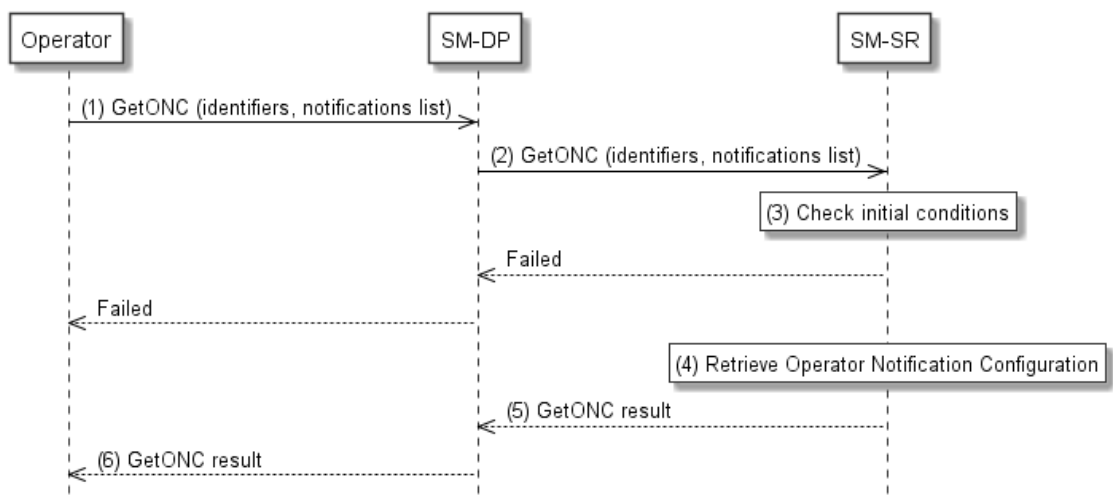 Operator
SM-DP
SM-SR
(1) GetONC (identifiers, notifications list)
(2) GetONC (identifiers, notifications list)
(3) Check initial conditions
Failed
Failed
(4) Retrieve Operator Notification Configuration
(5) GetONC result
(6) GetONC result